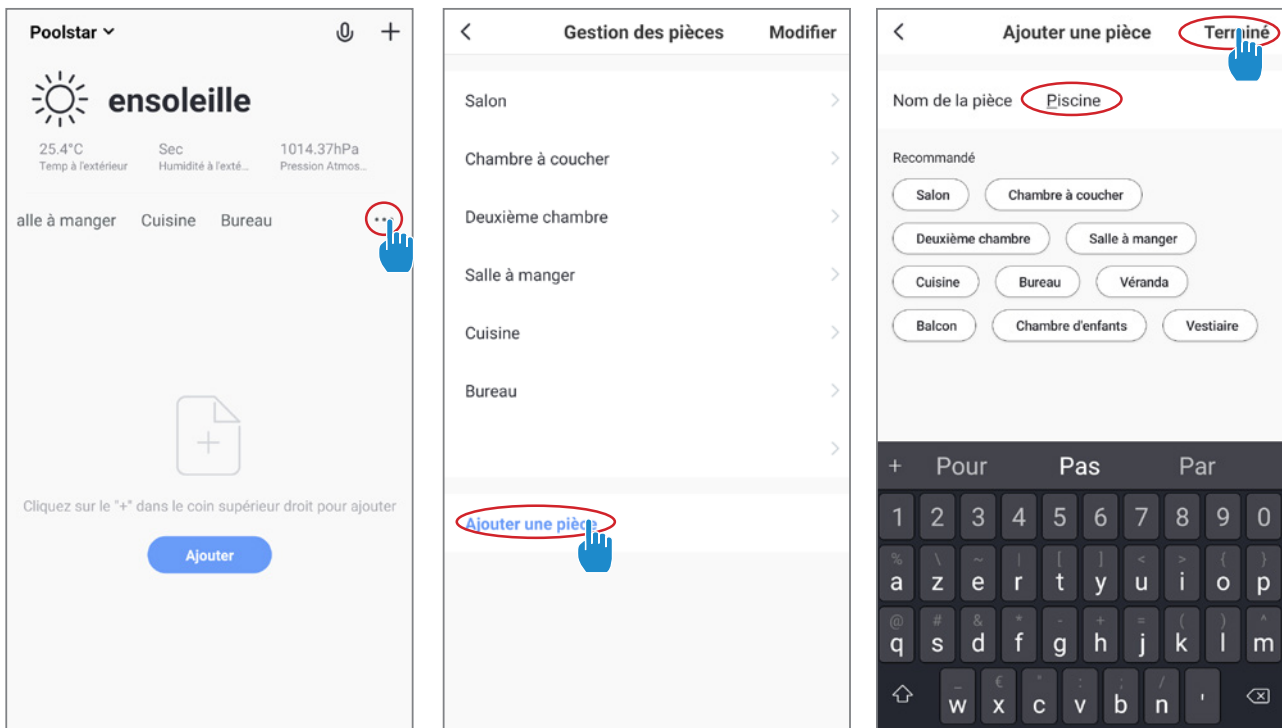 Poolstar
ensoleille
25.4°C Sec 1014.37hPa
Temp à l'extérieur Humidité à l'exté... Pression Atmos...
alle à manger Cuisine Bureau ...
Cliquez sur le "+" dans le coin supérieur droit pour ajouter
Ajouter
Gestion des pièces Modifier
Salon
Chambre à coucher
Deuxième chambre
Salle à manger
Cuisine
Bureau
Ajouter une pièce
Ajouter une pièce Terminé
Nom de la pièce Piscine
Recommandé
Salon Chambre à coucher
Deuxième chambre Salle à manger
Cuisine Bureau Véranda
Balcon Chambre d'enfants Vestiaire
+ Pour Pas Par
1 2 3 4 5 6 7 8 9 0
% \ ~ | [ ] < > { }
a z e r t y u i o p
@ # & * - + = ( ) ^
q s d f g h j k l m
_ € " : ; /
w x c v b n '